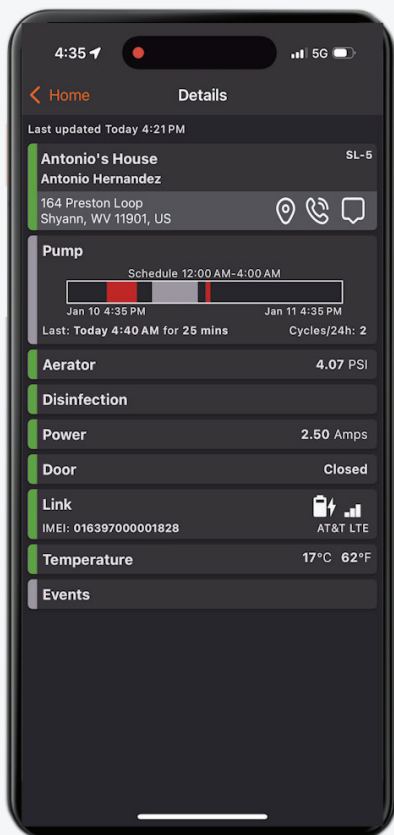 4:35
5G
Home
Details
Last updated Today 4:21 PM
Antonio's House
SL-5
Antonio Hernandez
164 Preston Loop
Shyann, WV 11901, US
Pump
Schedule 12:00 AM-4:00 AM
Jan 10 4:35 PM
Jan 11 4:35 PM
Last: Today 4:40 AM for 25 mins
Cycles/24h: 2
Aerator
4.07 PSI
Disinfection
Power
2.50 Amps
Door
Closed
Link
IMEI: 016397000001828
AT&T LTE
Temperature
17°C 62°F
Events